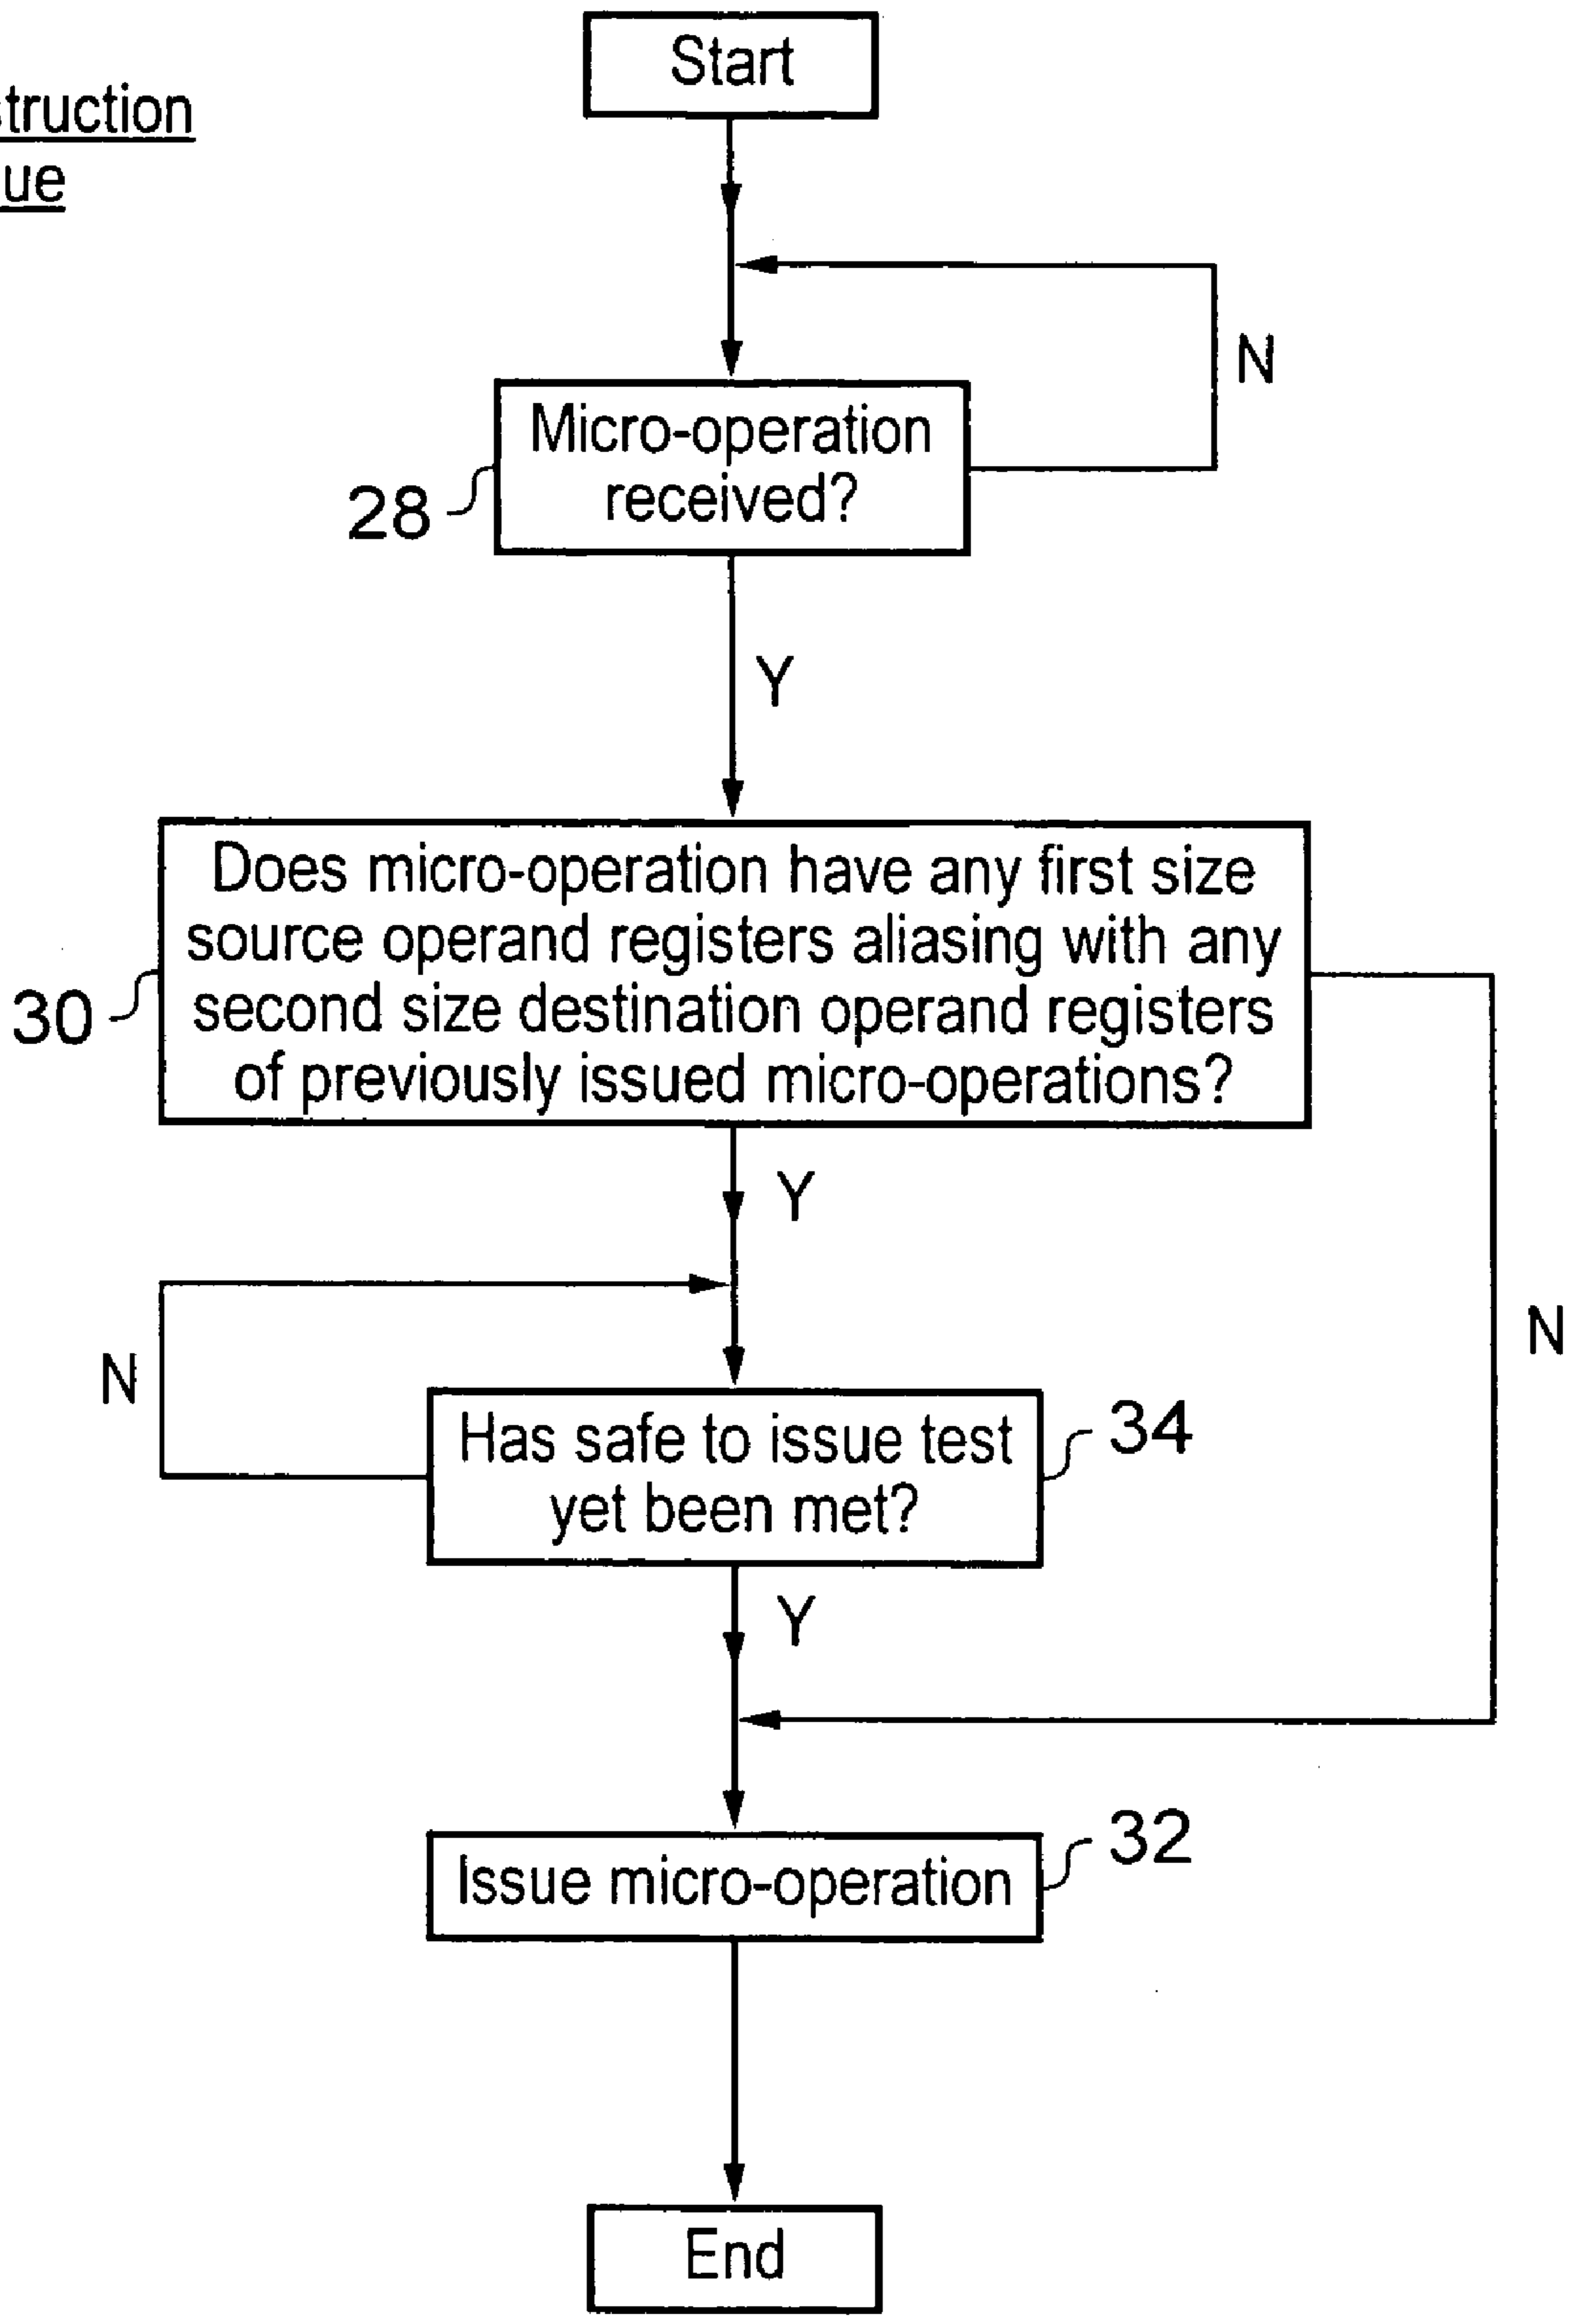 Start
truction
ue
N
Micro-operation
received?
28
Y
Does micro-operation have any first size
source operand registers aliasing with any
second size destination operand registers
of previously issued micro-operations?
30
Y
N
N
Has safe to issue test
yet been met?
34
Y
Issue micro-operation
32
End